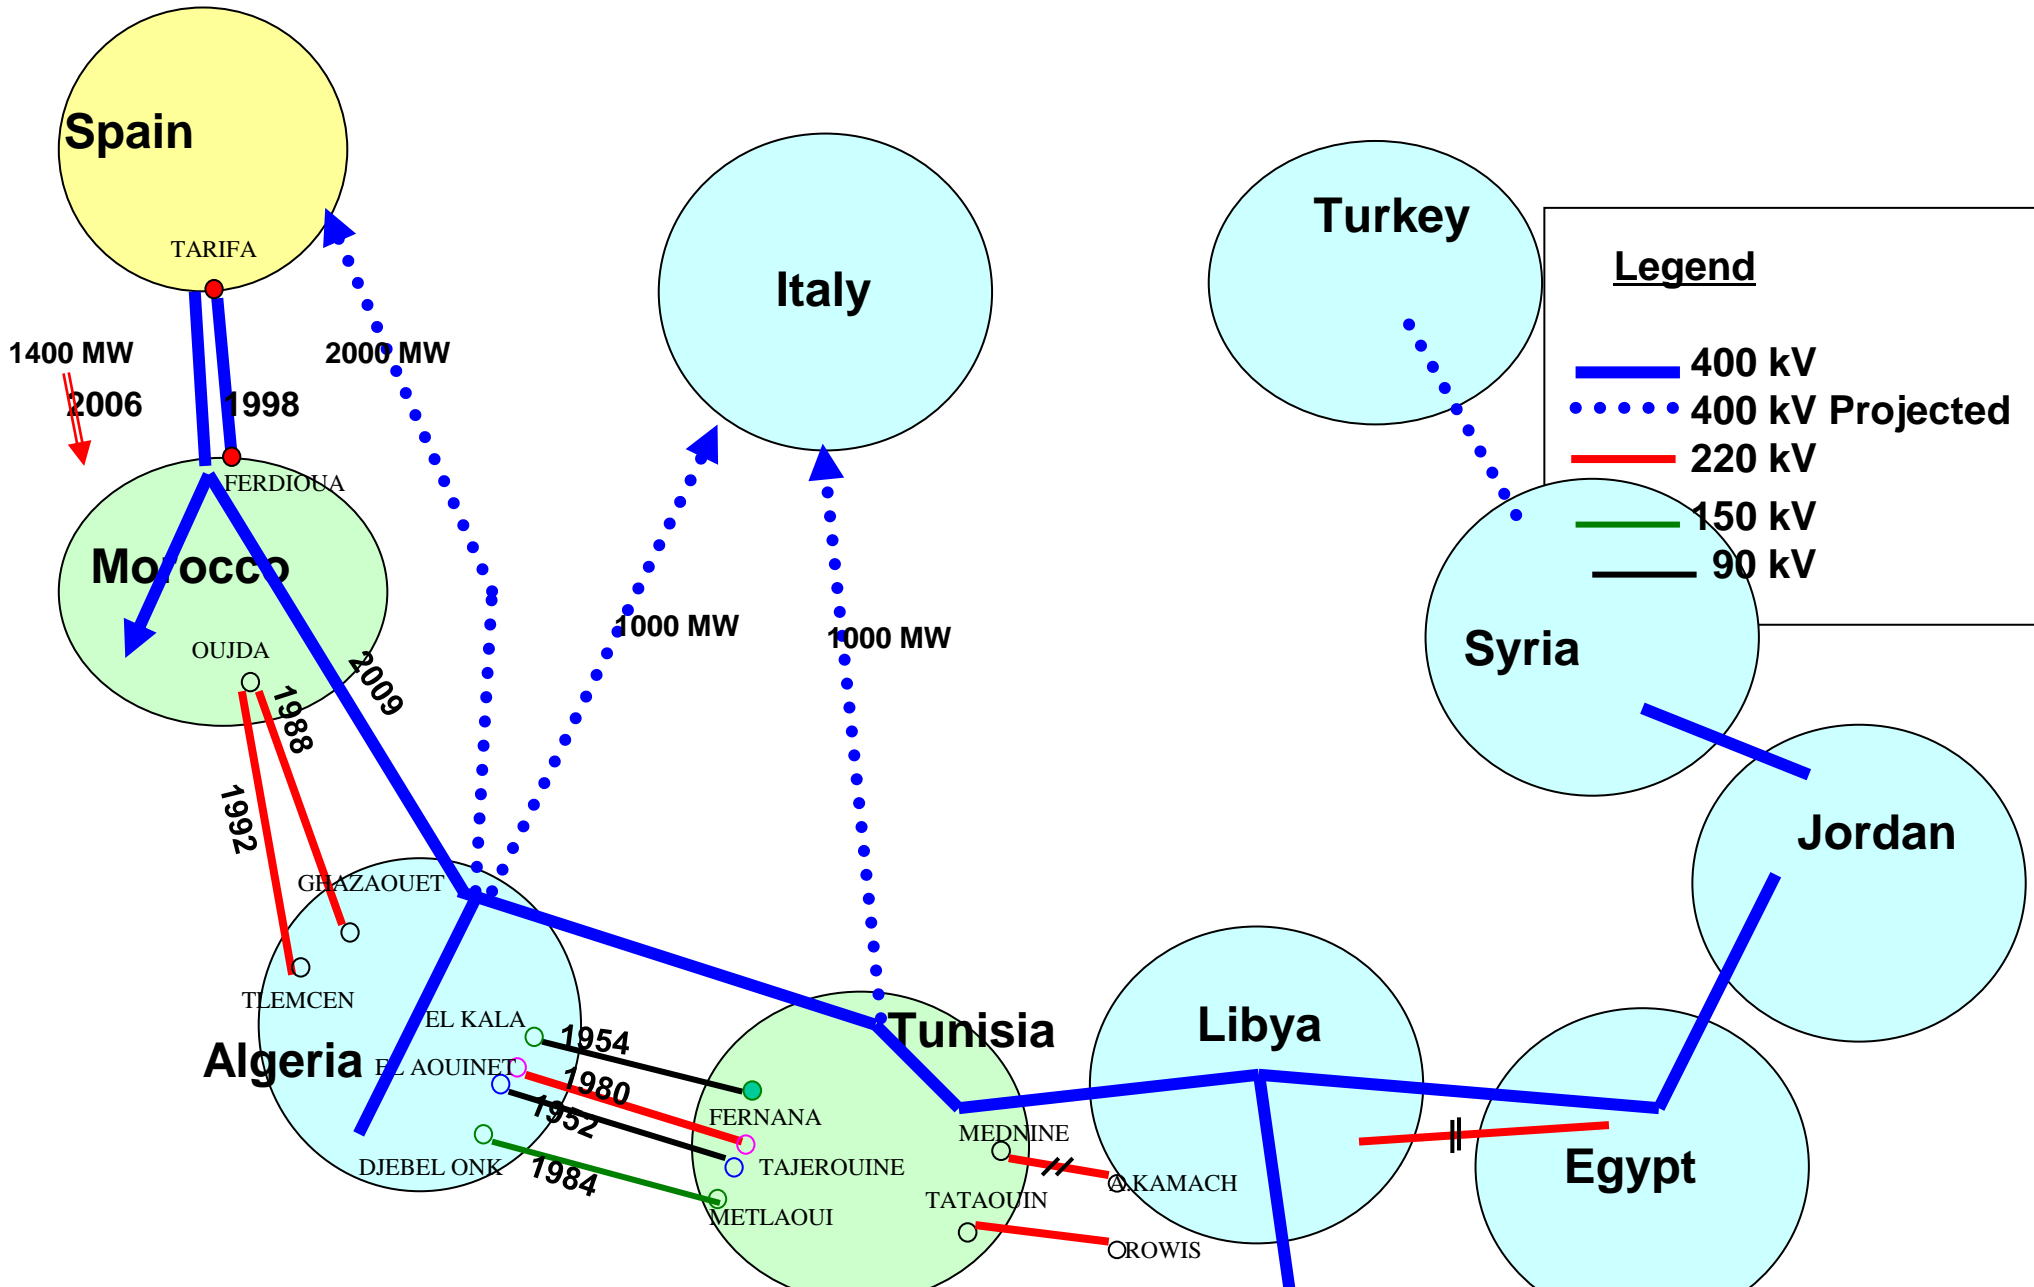 Spain
TARIFA
1400 MW
2006
1998
2000 MW
Italy
Turkey
Legend
400 kV
400 kV Projected
220 kV
150 kV
90 kV
FERDIOUA
Morocco
OUJDA
2009
1988
1992
1000 MW
1000 MW
Syria
Jordan
GHAZAOUET
TLEMCEN
Algeria
EL KALA
EL AOUINET
DJEBEL ONK
1954
1980
1952
1984
Tunisia
FERNANA
TAJEROUINE
METLAOUI
MEDNINE
TATAOUIN
A.KAMACH
ROWIS
Libya
Egypt